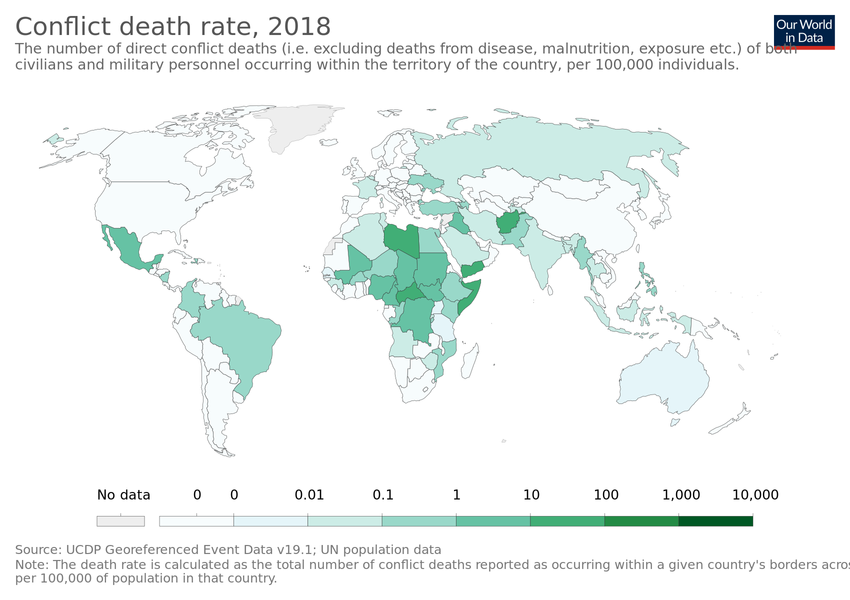 Conflict death rate, 2018
Our World
in Data
The number of direct conflict deaths (i.e. excluding deaths from disease, malnutrition, exposure etc.) of both
civilians and military personnel occurring within the territory of the country, per 100,000 individuals.
No data 0 0 0.01 0.1 1 10 100 1,000 10,000
Source: UCDP Georeferenced Event Data v19.1; UN population data
Note: The death rate is calculated as the total number of conflict deaths reported as occurring within a given country's borders acros
per 100,000 of population in that country.